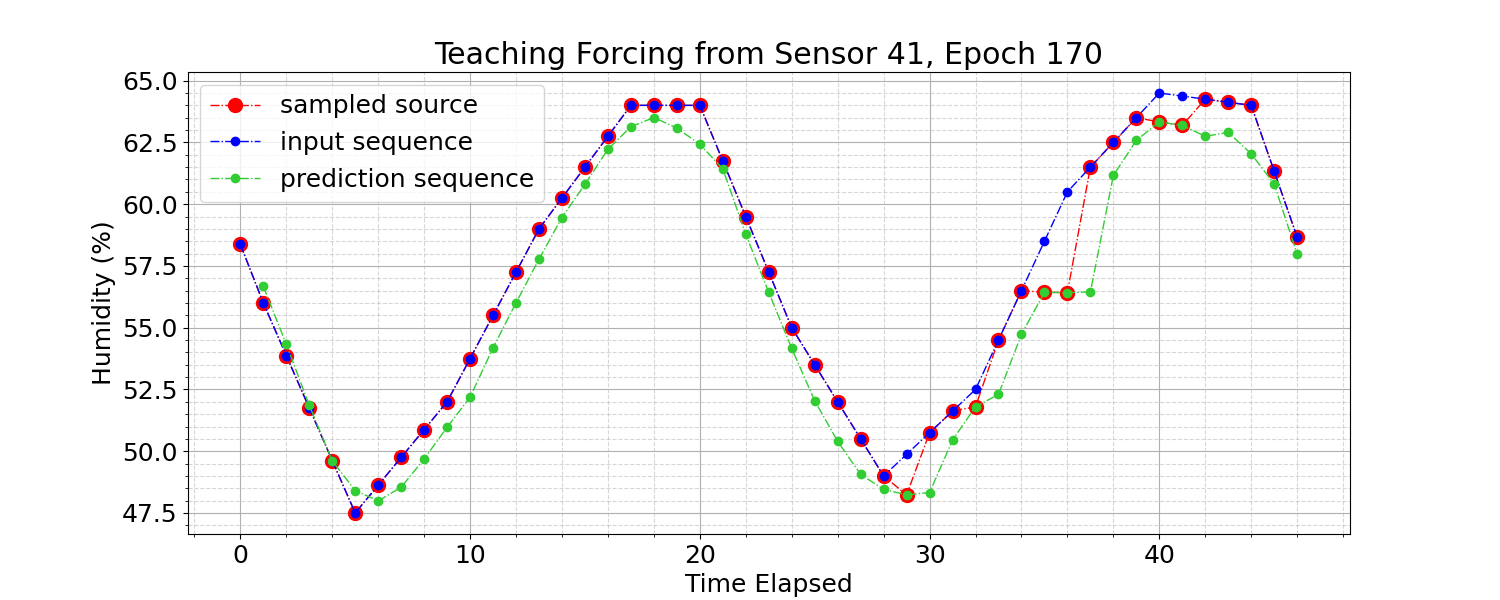 Teaching Forcing from Sensor 41, Epoch 170
65.0
62.5
60.0
57.5
55.0
52.5
50.0
47.5
Humidity (%)
sampled source
input sequence
prediction sequence
0 10 20 30 40
Time Elapsed